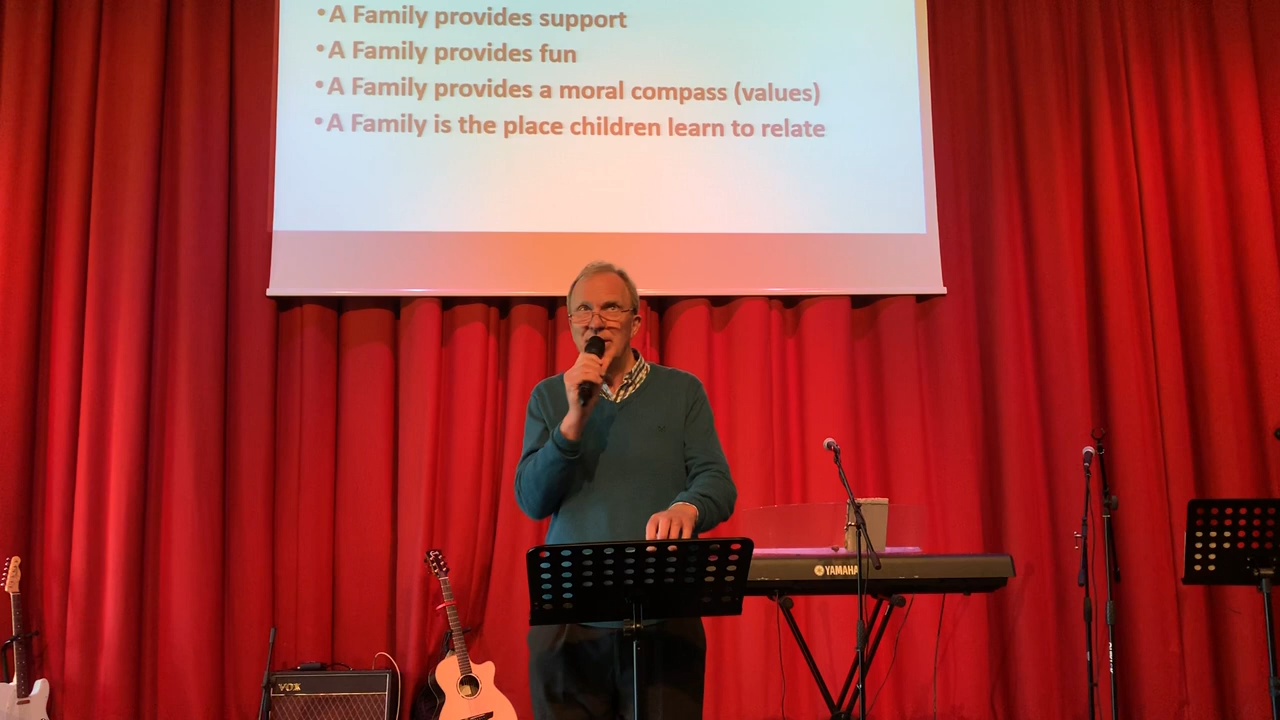 •A Family provides support
•A Family provides fun
•A Family provides a moral compass (values)
•A Family is the place children learn to relate
YAMAHA
VOX